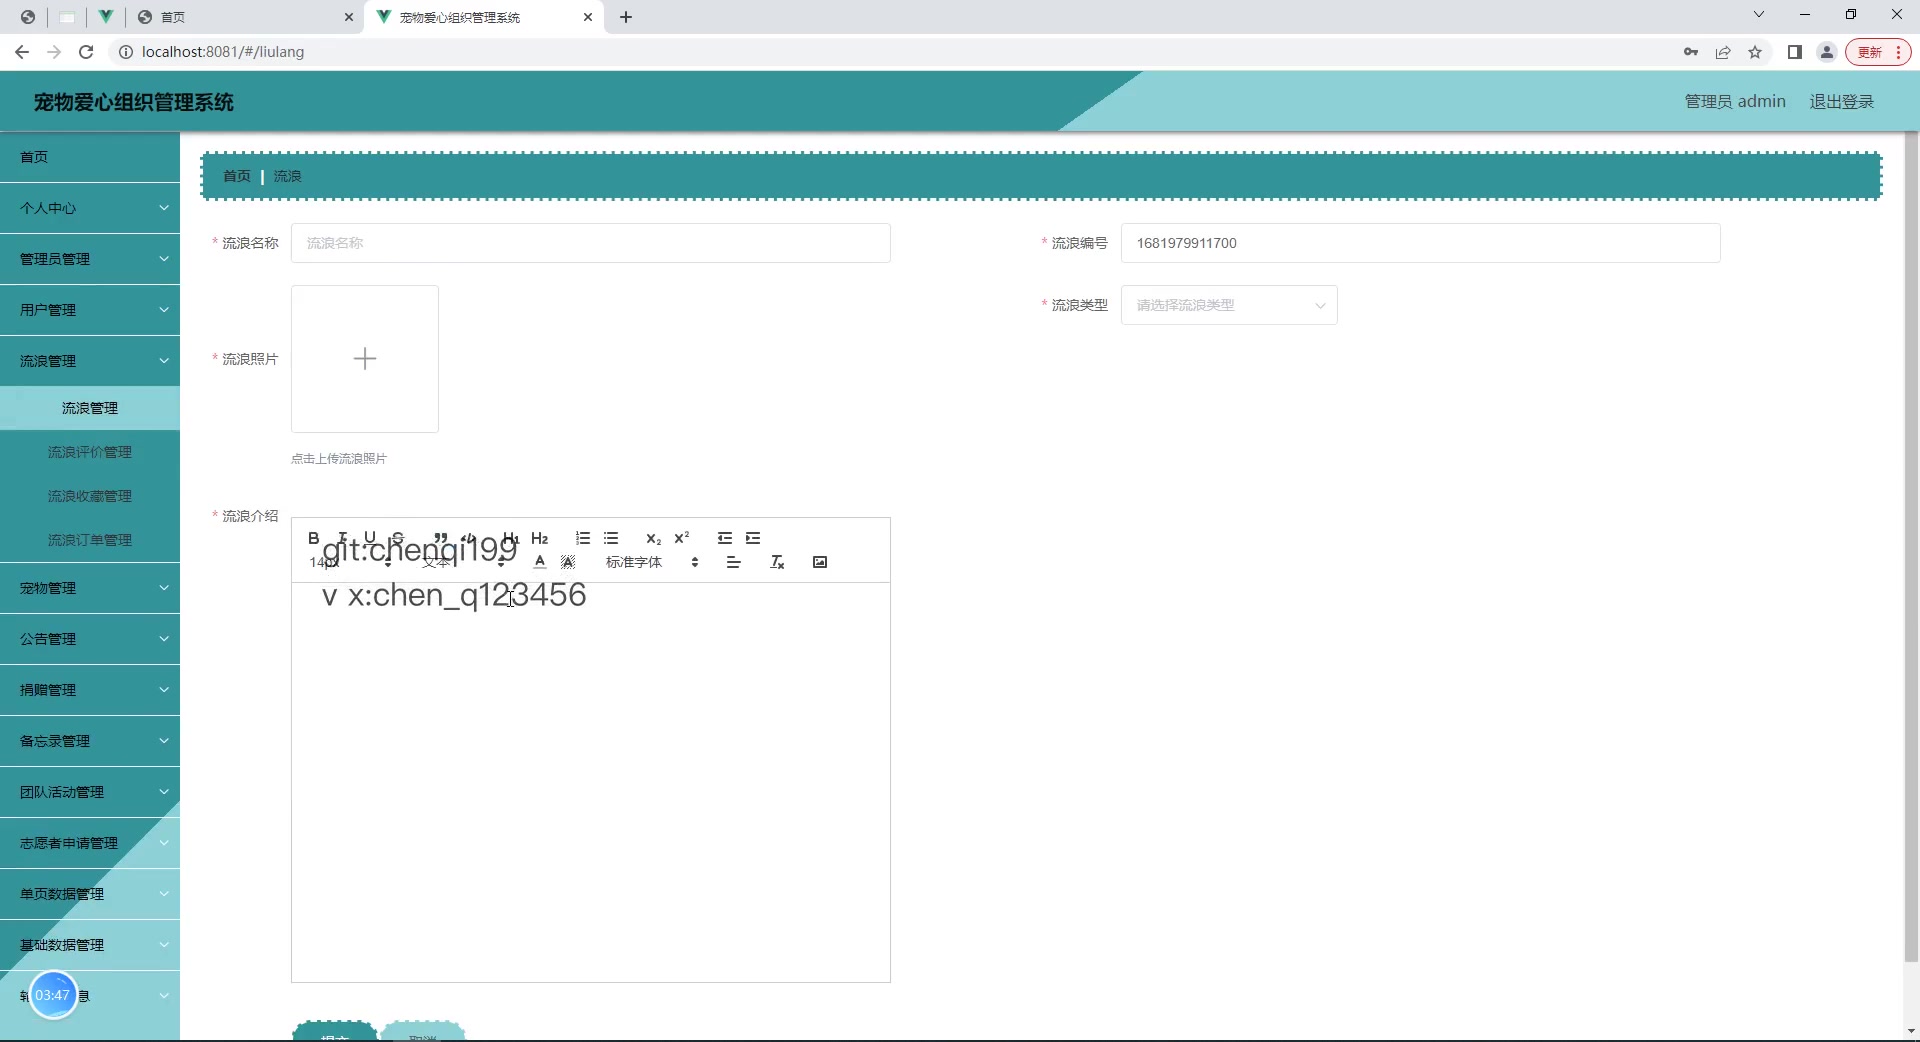 首页
宠物爱心组织管理系统
localhost:8081/#/liulang
更新
宠物爱心组织管理系统
管理员 admin
退出登录
首页
个人中心
管理员管理
用户管理
流浪管理
流浪管理
流浪评价管理
流浪收藏管理
流浪订单管理
宠物管理
公告管理
捐赠管理
备忘录管理
团队活动管理
志愿者申请管理
单页数据管理
基础数据管理
息
03:47
首页 | 流浪
* 流浪名称 流浪名称
* 流浪编号 1681979911700
* 流浪照片
* 流浪类型 请选择流浪类型
点击上传流浪照片
* 流浪介绍
B I U S H1 H2 X2 X2
14px 文本 A A 标准字体
git:chenqi199
v x:chen_q123456
提交 取消